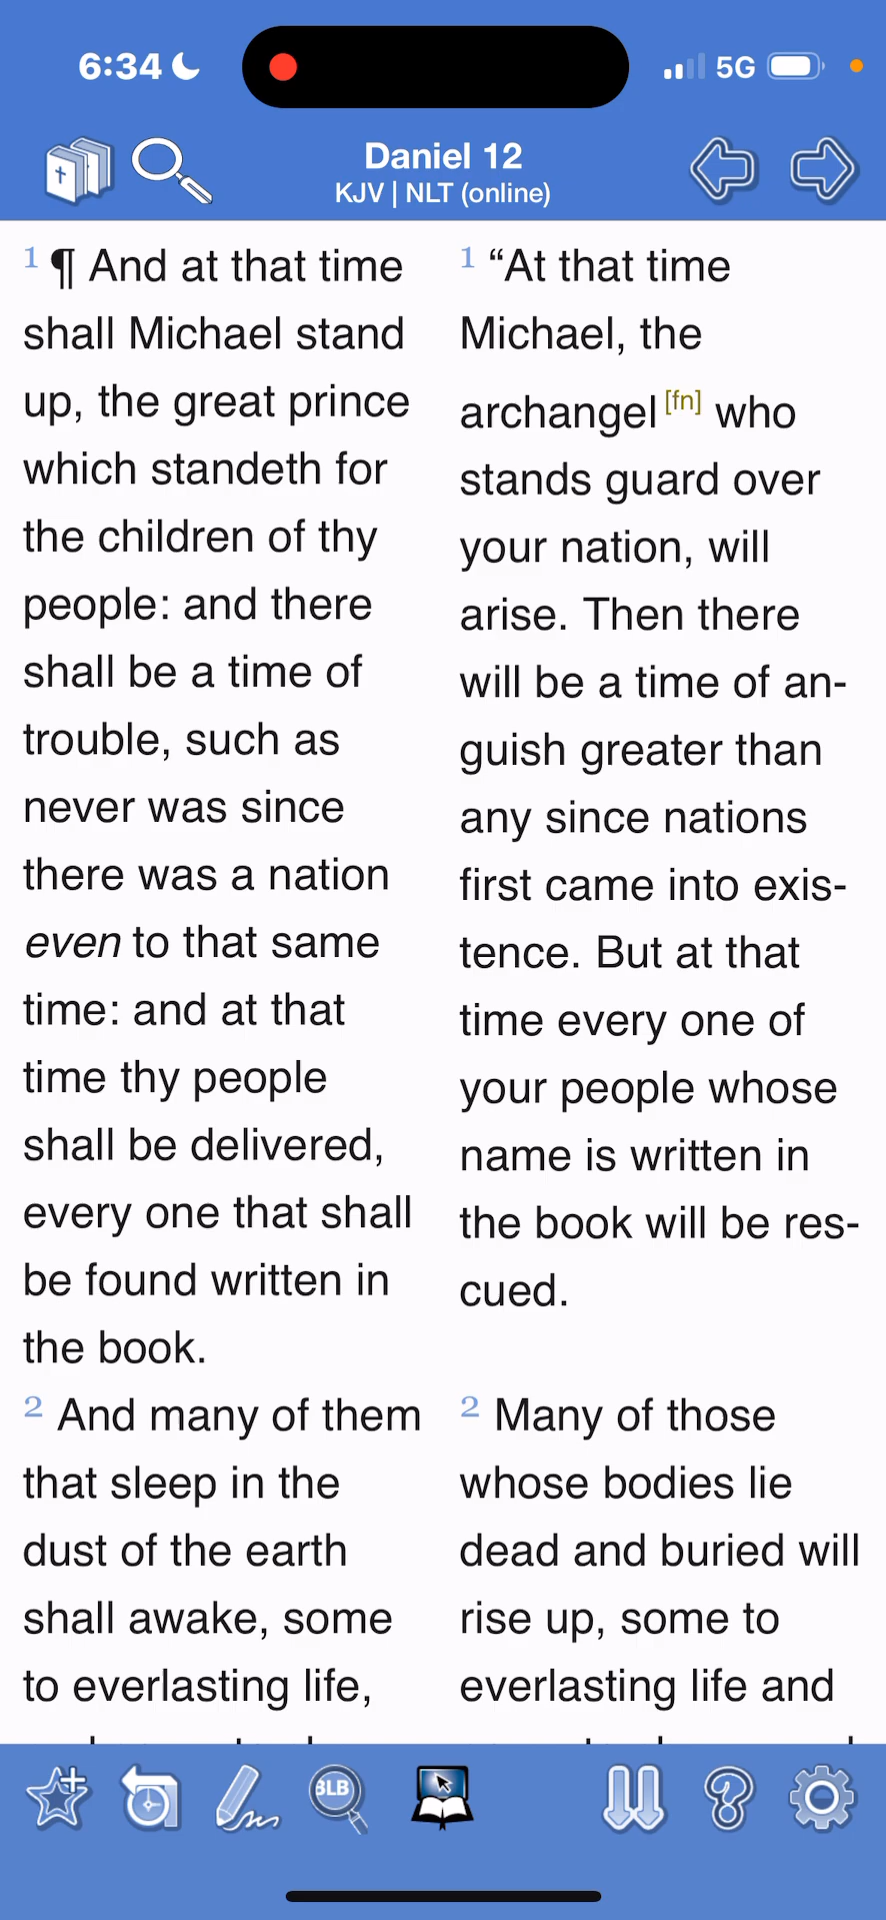 6:34
5G
Daniel 12
KJV | NLT (online)
1 ¶ And at that time
shall Michael stand
up, the great prince
which standeth for
the children of thy
people: and there
shall be a time of
trouble, such as
never was since
there was a nation
even to that same
time: and at that
time thy people
shall be delivered,
every one that shall
be found written in
the book.
2 And many of them
that sleep in the
dust of the earth
shall awake, some
to everlasting life,
1 “At that time
Michael, the
archangel [fn] who
stands guard over
your nation, will
arise. Then there
will be a time of an-
guish greater than
any since nations
first came into exis-
tence. But at that
time every one of
your people whose
name is written in
the book will be res-
cued.
2 Many of those
whose bodies lie
dead and buried will
rise up, some to
everlasting life and
BLB